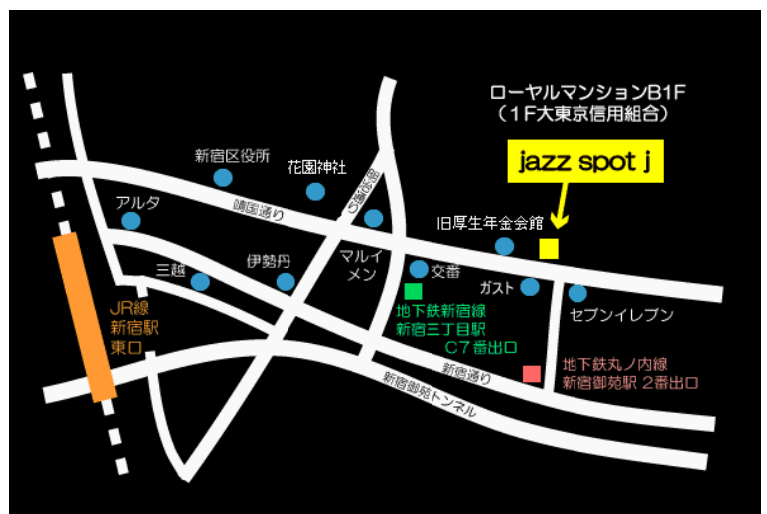 ローヤルマンションB1F
（１F大東京信用組合）
jazz spot j
新宿区役所
花園神社
アルタ
靖国通り
明治通り
旧厚生年金会館
三越
伊勢丹
マルイ
メン
交番
ガスト
セブンイレブン
JR線
新宿駅
東口
地下鉄新宿線
新宿三丁目駅
C７番出口
新宿通り
地下鉄丸ノ内線
新宿御苑駅 2番出口
新宿御苑トンネル